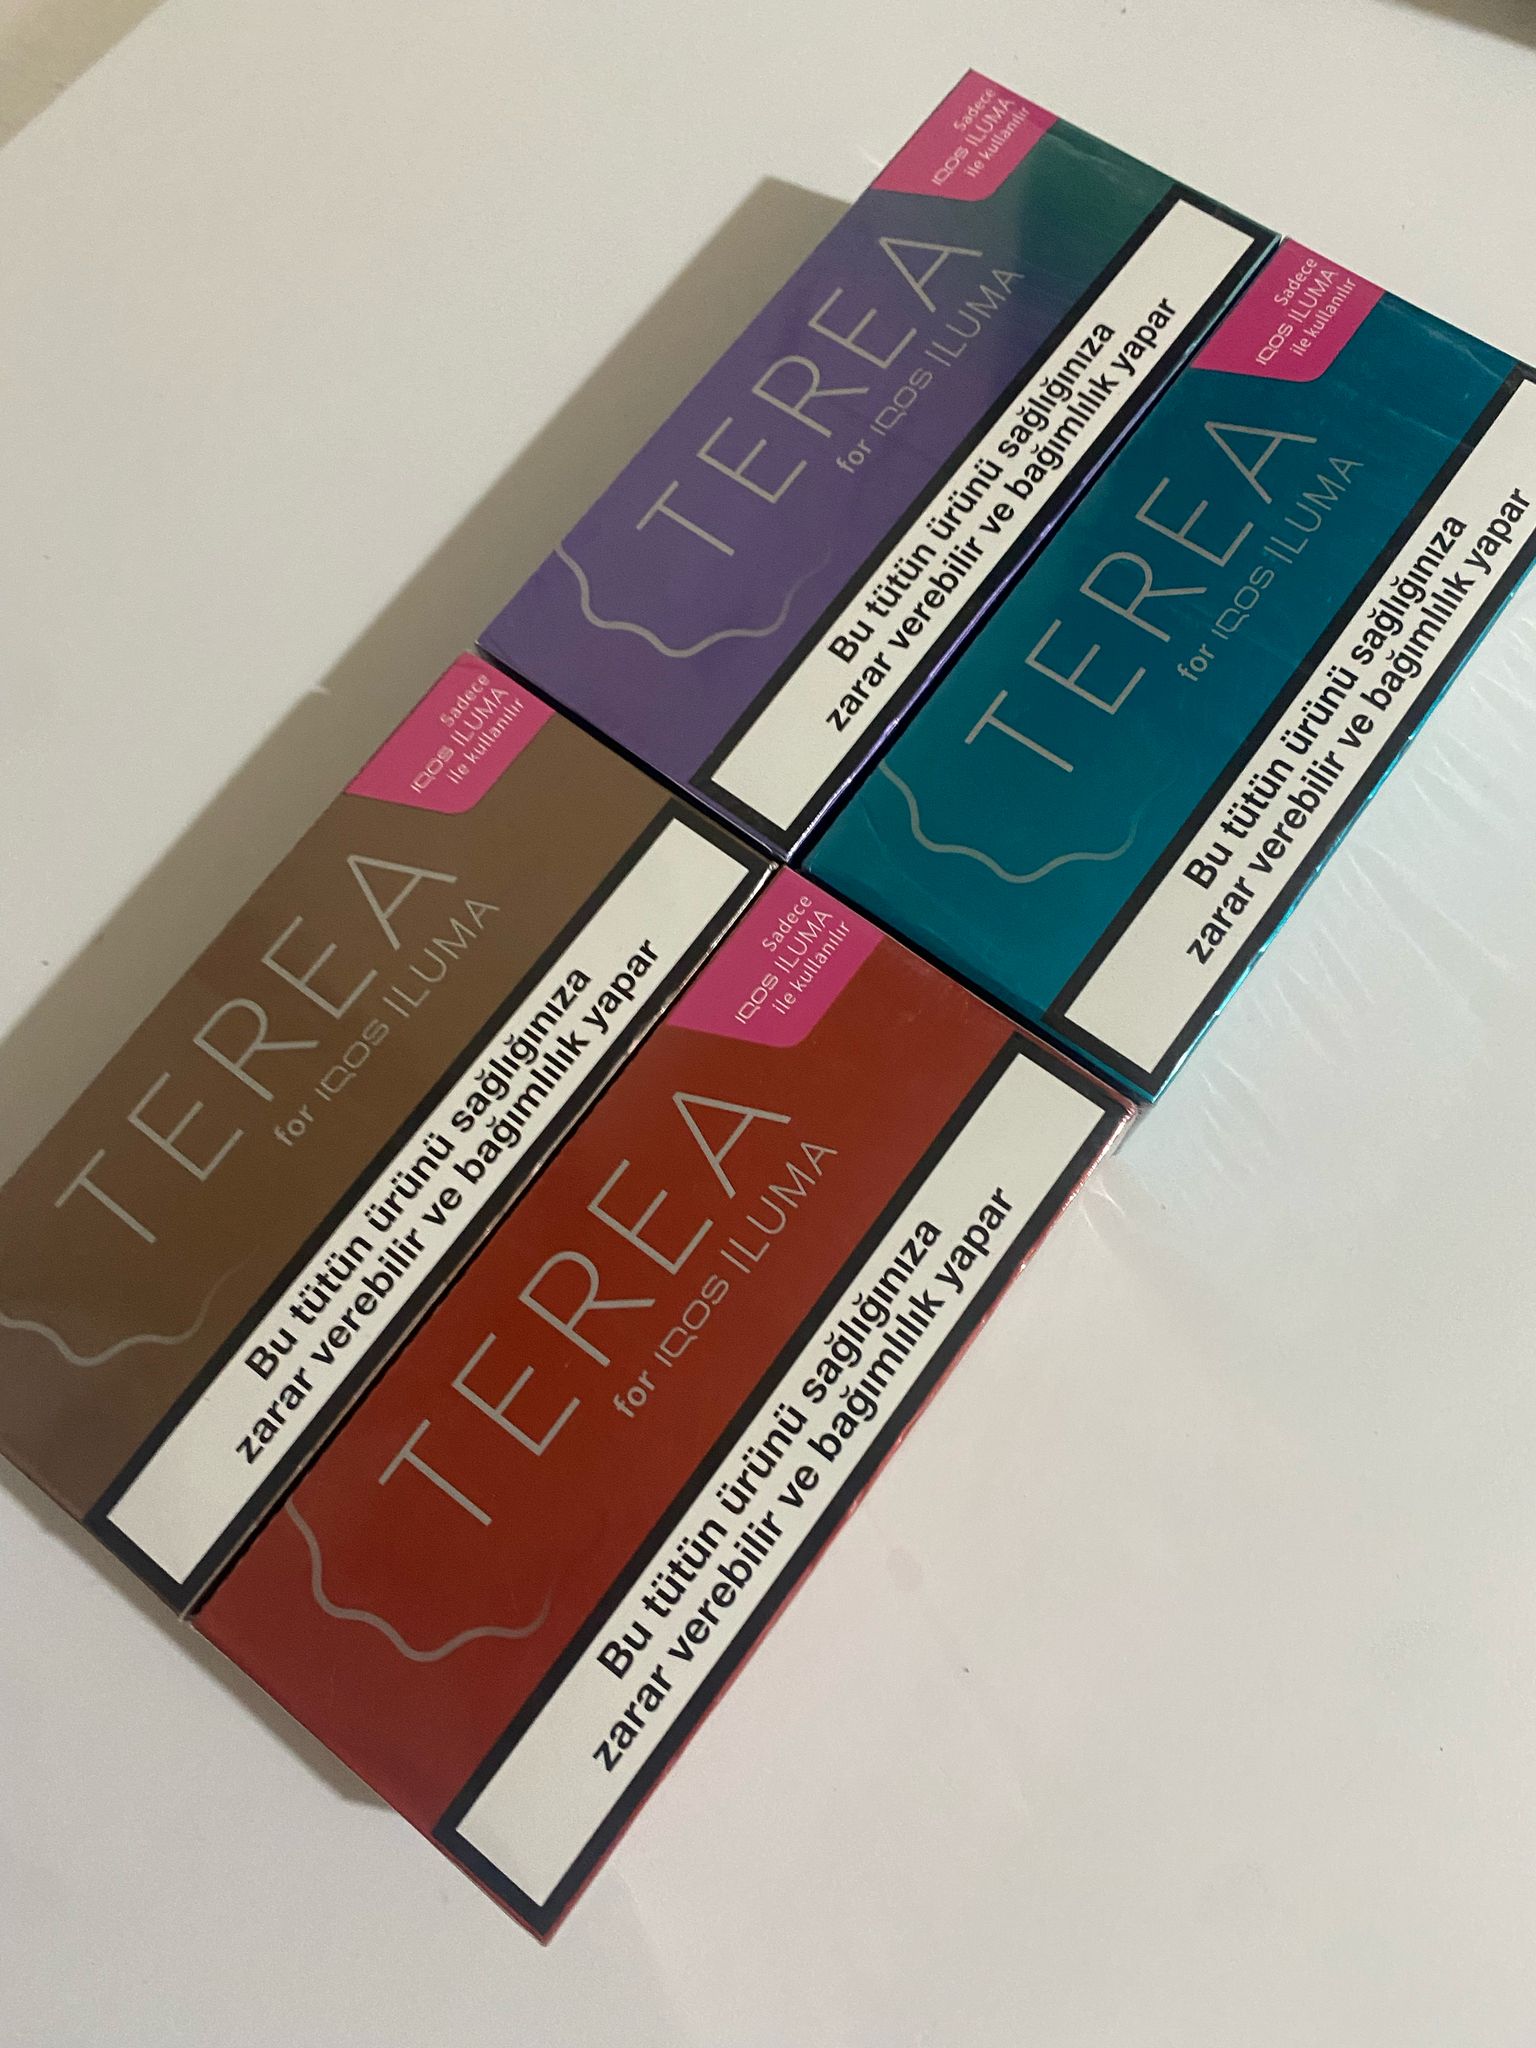 Sadece
IQOS ILUMA
ile kullanılır
TEREA
for IQOS ILUMA
Bu tütün ürünü sağlığınıza
zarar verebilir ve bağımlılık yapar
Sadece
IQOS ILUMA
ile kullanılır
TEREA
for IQOS ILUMA
Bu tütün ürünü sağlığınıza
zarar verebilir ve bağımlılık yapar
Sadece
IQOS ILUMA
ile kullanılır
TEREA
for IQOS ILUMA
Bu tütün ürünü sağlığınıza
zarar verebilir ve bağımlılık yapar
Sadece
IQOS ILUMA
ile kullanılır
TEREA
for IQOS ILUMA
Bu tütün ürünü sağlığınıza
zarar verebilir ve bağımlılık yapar